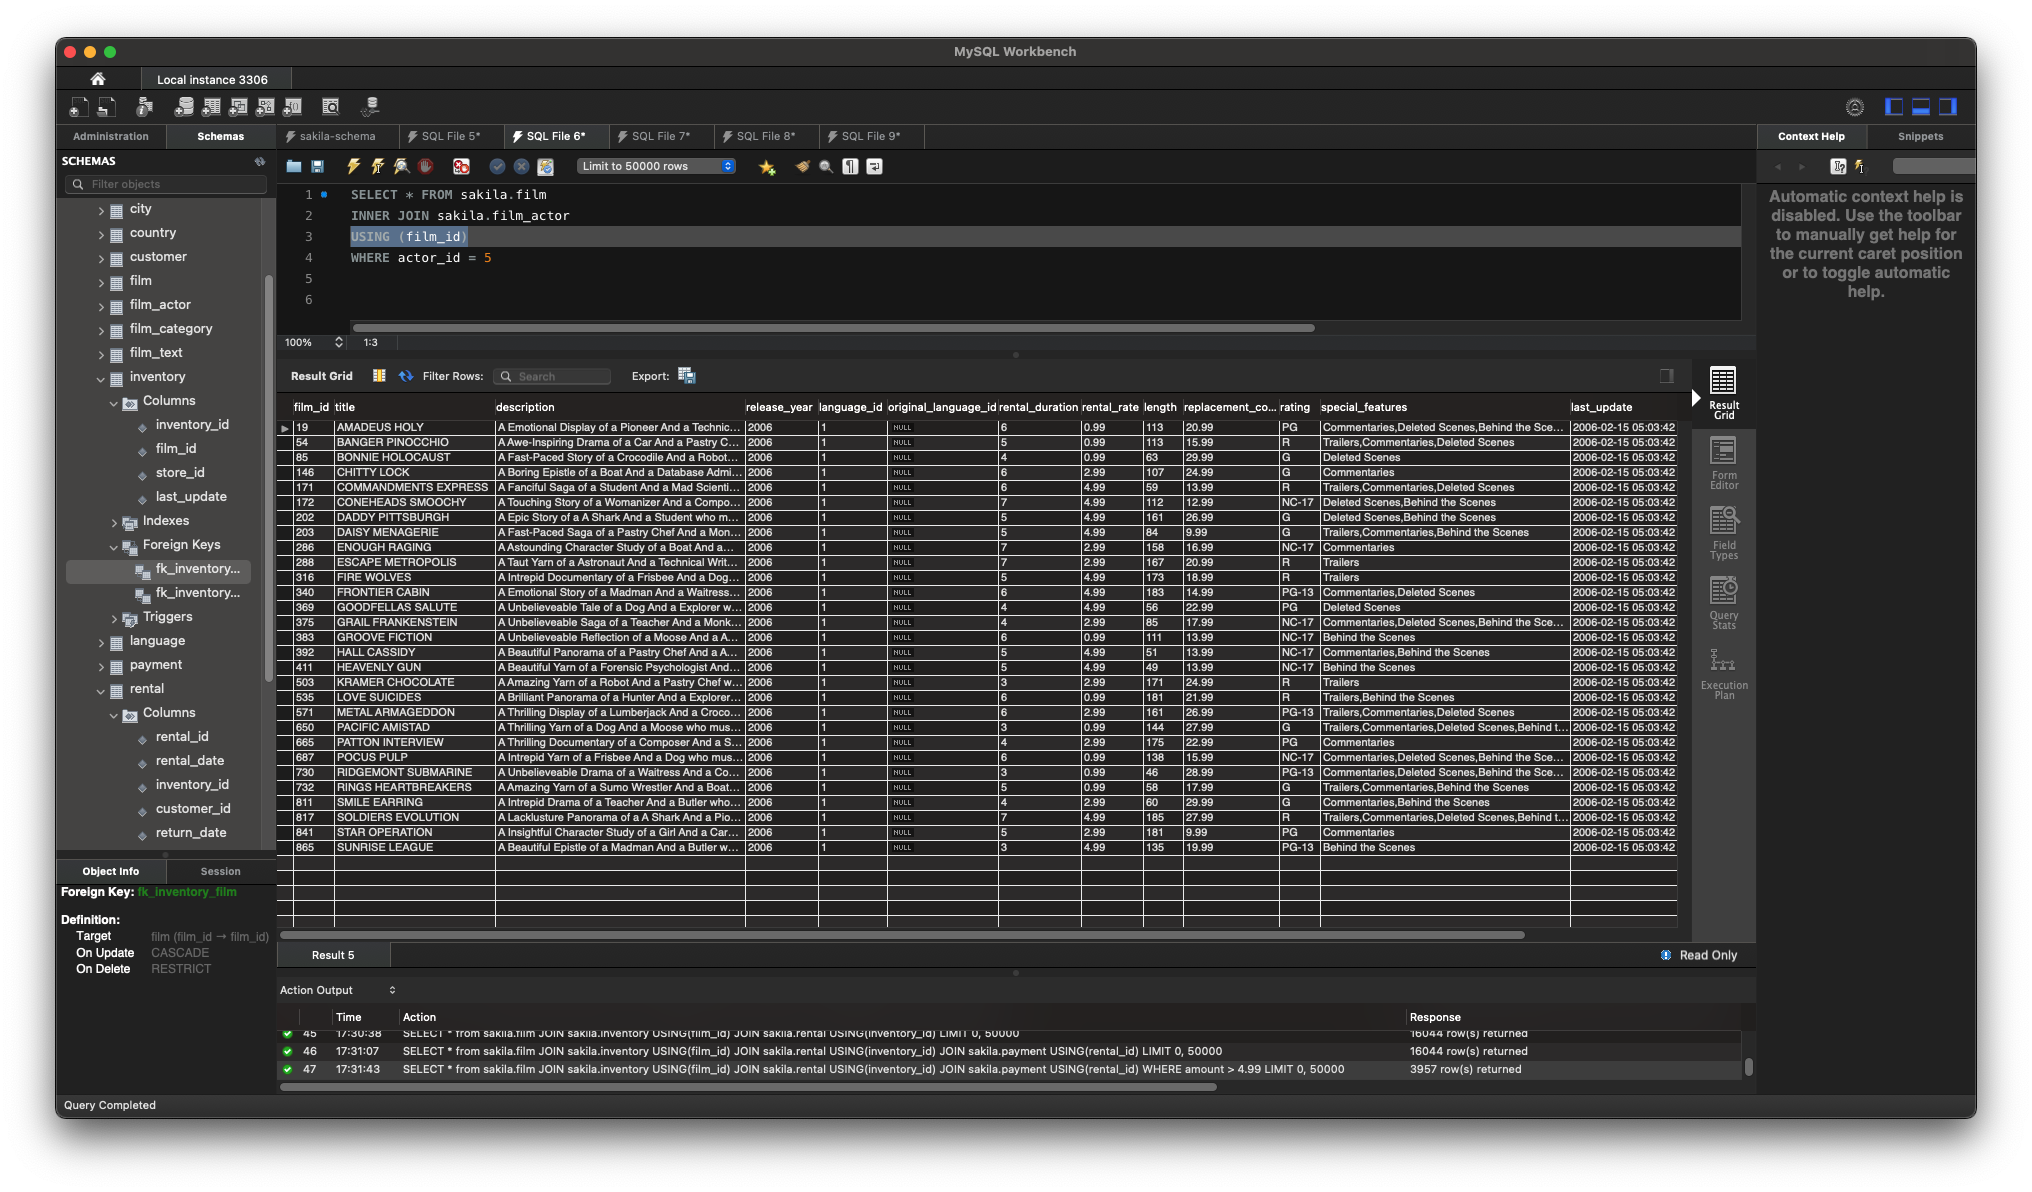 MySQL Workbench
Local instance 3306
Administration Schemas
sakila-schema SQL File 5* SQL File 6* SQL File 7* SQL File 8* SQL File 9*
Context Help Snippets
SCHEMAS
Filter objects
city
country
customer
film
film_actor
film_category
film_text
inventory
Columns
inventory_id
film_id
store_id
last_update
Indexes
Foreign Keys
fk_inventory...
fk_inventory...
Triggers
language
payment
rental
Columns
rental_id
rental_date
inventory_id
customer_id
return_date
Object Info Session
Foreign Key: fk_inventory_film
Definition:
Target film (film_id → film_id)
On Update CASCADE
On Delete RESTRICT
Query Completed
Limit to 50000 rows
1 SELECT * FROM sakila.film
2 INNER JOIN sakila.film_actor
3 USING (film_id)
4 WHERE actor_id = 5
5
6
100% 1:3
Result Grid Filter Rows: Search Export:
film_id title description release_year language_id original_language_id rental_duration rental_rate length replacement_co... rating special_features last_update
19 AMADEUS HOLY A Emotional Display of a Pioneer And a Technic... 2006 1 NULL 6 0.99 113 20.99 PG Commentaries,Deleted Scenes,Behind the Sce... 2006-02-15 05:03:42
54 BANGER PINOCCHIO A Awe-Inspiring Drama of a Car And a Pastry C... 2006 1 NULL 5 0.99 113 15.99 R Trailers,Commentaries,Deleted Scenes 2006-02-15 05:03:42
85 BONNIE HOLOCAUST A Fast-Paced Story of a Crocodile And a Robot... 2006 1 NULL 4 0.99 63 29.99 G Deleted Scenes 2006-02-15 05:03:42
146 CHITTY LOCK A Boring Epistle of a Boat And a Database Admi... 2006 1 NULL 6 2.99 107 24.99 G Commentaries 2006-02-15 05:03:42
171 COMMANDMENTS EXPRESS A Fanciful Saga of a Student And a Mad Scienti... 2006 1 NULL 6 4.99 59 13.99 R Trailers,Commentaries,Deleted Scenes 2006-02-15 05:03:42
172 CONEHEADS SMOOCHY A Touching Story of a Womanizer And a Compo... 2006 1 NULL 7 4.99 112 12.99 NC-17 Deleted Scenes,Behind the Scenes 2006-02-15 05:03:42
202 DADDY PITTSBURGH A Epic Story of a A Shark And a Student who m... 2006 1 NULL 5 4.99 161 26.99 G Deleted Scenes,Behind the Scenes 2006-02-15 05:03:42
203 DAISY MENAGERIE A Fast-Paced Saga of a Pastry Chef And a Mon... 2006 1 NULL 5 4.99 84 9.99 G Trailers,Commentaries,Behind the Scenes 2006-02-15 05:03:42
286 ENOUGH RAGING A Astounding Character Study of a Boat And a... 2006 1 NULL 7 2.99 158 16.99 NC-17 Commentaries 2006-02-15 05:03:42
288 ESCAPE METROPOLIS A Taut Yarn of a Astronaut And a Technical Writ... 2006 1 NULL 7 2.99 167 20.99 R Trailers 2006-02-15 05:03:42
316 FIRE WOLVES A Intrepid Documentary of a Frisbee And a Dog... 2006 1 NULL 5 4.99 173 18.99 R Trailers 2006-02-15 05:03:42
340 FRONTIER CABIN A Emotional Story of a Madman And a Waitress... 2006 1 NULL 6 4.99 183 14.99 PG-13 Commentaries,Deleted Scenes 2006-02-15 05:03:42
369 GOODFELLAS SALUTE A Unbelieveable Tale of a Dog And a Explorer w... 2006 1 NULL 4 4.99 56 22.99 PG Deleted Scenes 2006-02-15 05:03:42
375 GRAIL FRANKENSTEIN A Unbelieveable Saga of a Teacher And a Monk... 2006 1 NULL 4 2.99 85 17.99 NC-17 Commentaries,Deleted Scenes,Behind the Sce... 2006-02-15 05:03:42
383 GROOVE FICTION A Unbelieveable Reflection of a Moose And a A... 2006 1 NULL 6 0.99 111 13.99 NC-17 Behind the Scenes 2006-02-15 05:03:42
392 HALL CASSIDY A Beautiful Panorama of a Pastry Chef And a A... 2006 1 NULL 5 4.99 51 13.99 NC-17 Commentaries,Behind the Scenes 2006-02-15 05:03:42
411 HEAVENLY GUN A Beautiful Yarn of a Forensic Psychologist And... 2006 1 NULL 5 4.99 49 13.99 NC-17 Behind the Scenes 2006-02-15 05:03:42
503 KRAMER CHOCOLATE A Amazing Yarn of a Robot And a Pastry Chef w... 2006 1 NULL 3 2.99 171 24.99 R Trailers 2006-02-15 05:03:42
535 LOVE SUICIDES A Brilliant Panorama of a Hunter And a Explorer... 2006 1 NULL 6 0.99 181 21.99 R Trailers,Behind the Scenes 2006-02-15 05:03:42
571 METAL ARMAGEDDON A Thrilling Display of a Lumberjack And a Croco... 2006 1 NULL 6 2.99 161 26.99 PG-13 Trailers,Commentaries,Deleted Scenes 2006-02-15 05:03:42
650 PACIFIC AMISTAD A Thrilling Yarn of a Dog And a Moose who mus... 2006 1 NULL 3 0.99 144 27.99 G Trailers,Commentaries,Deleted Scenes,Behind t... 2006-02-15 05:03:42
665 PATTON INTERVIEW A Thrilling Documentary of a Composer And a S... 2006 1 NULL 4 2.99 175 22.99 PG Commentaries 2006-02-15 05:03:42
687 POCUS PULP A Intrepid Yarn of a Frisbee And a Dog who mus... 2006 1 NULL 6 0.99 138 15.99 NC-17 Commentaries,Deleted Scenes,Behind the Sce... 2006-02-15 05:03:42
730 RIDGEMONT SUBMARINE A Unbelieveable Drama of a Waitress And a Co... 2006 1 NULL 3 0.99 46 28.99 PG-13 Commentaries,Deleted Scenes,Behind the Sce... 2006-02-15 05:03:42
732 RINGS HEARTBREAKERS A Amazing Yarn of a Sumo Wrestler And a Boat... 2006 1 NULL 5 0.99 58 17.99 G Trailers,Commentaries,Behind the Scenes 2006-02-15 05:03:42
811 SMILE EARRING A Intrepid Drama of a Teacher And a Butler who... 2006 1 NULL 4 2.99 60 29.99 G Commentaries,Behind the Scenes 2006-02-15 05:03:42
817 SOLDIERS EVOLUTION A Lacklusture Panorama of a A Shark And a Pio... 2006 1 NULL 7 4.99 185 27.99 R Trailers,Commentaries,Deleted Scenes,Behind t... 2006-02-15 05:03:42
841 STAR OPERATION A Insightful Character Study of a Girl And a Car... 2006 1 NULL 5 2.99 181 9.99 PG Commentaries 2006-02-15 05:03:42
865 SUNRISE LEAGUE A Beautiful Epistle of a Madman And a Butler w... 2006 1 NULL 3 4.99 135 19.99 PG-13 Behind the Scenes 2006-02-15 05:03:42
Result 5 Read Only
Action Output
Time Action Response
45 17:30:38 SELECT * from sakila.film JOIN sakila.inventory USING(film_id) JOIN sakila.rental USING(inventory_id) LIMIT 0, 50000 16044 row(s) returned
46 17:31:07 SELECT * from sakila.film JOIN sakila.inventory USING(film_id) JOIN sakila.rental USING(inventory_id) JOIN sakila.payment USING(rental_id) LIMIT 0, 50000 16044 row(s) returned
47 17:31:43 SELECT * from sakila.film JOIN sakila.inventory USING(film_id) JOIN sakila.rental USING(inventory_id) JOIN sakila.payment USING(rental_id) WHERE amount > 4.99 LIMIT 0, 50000 3957 row(s) returned
Result
Grid
Form
Editor
Field
Types
Query
Stats
Execution
Plan
Automatic context help is
disabled. Use the toolbar
to manually get help for
the current caret position
or to toggle automatic
help.